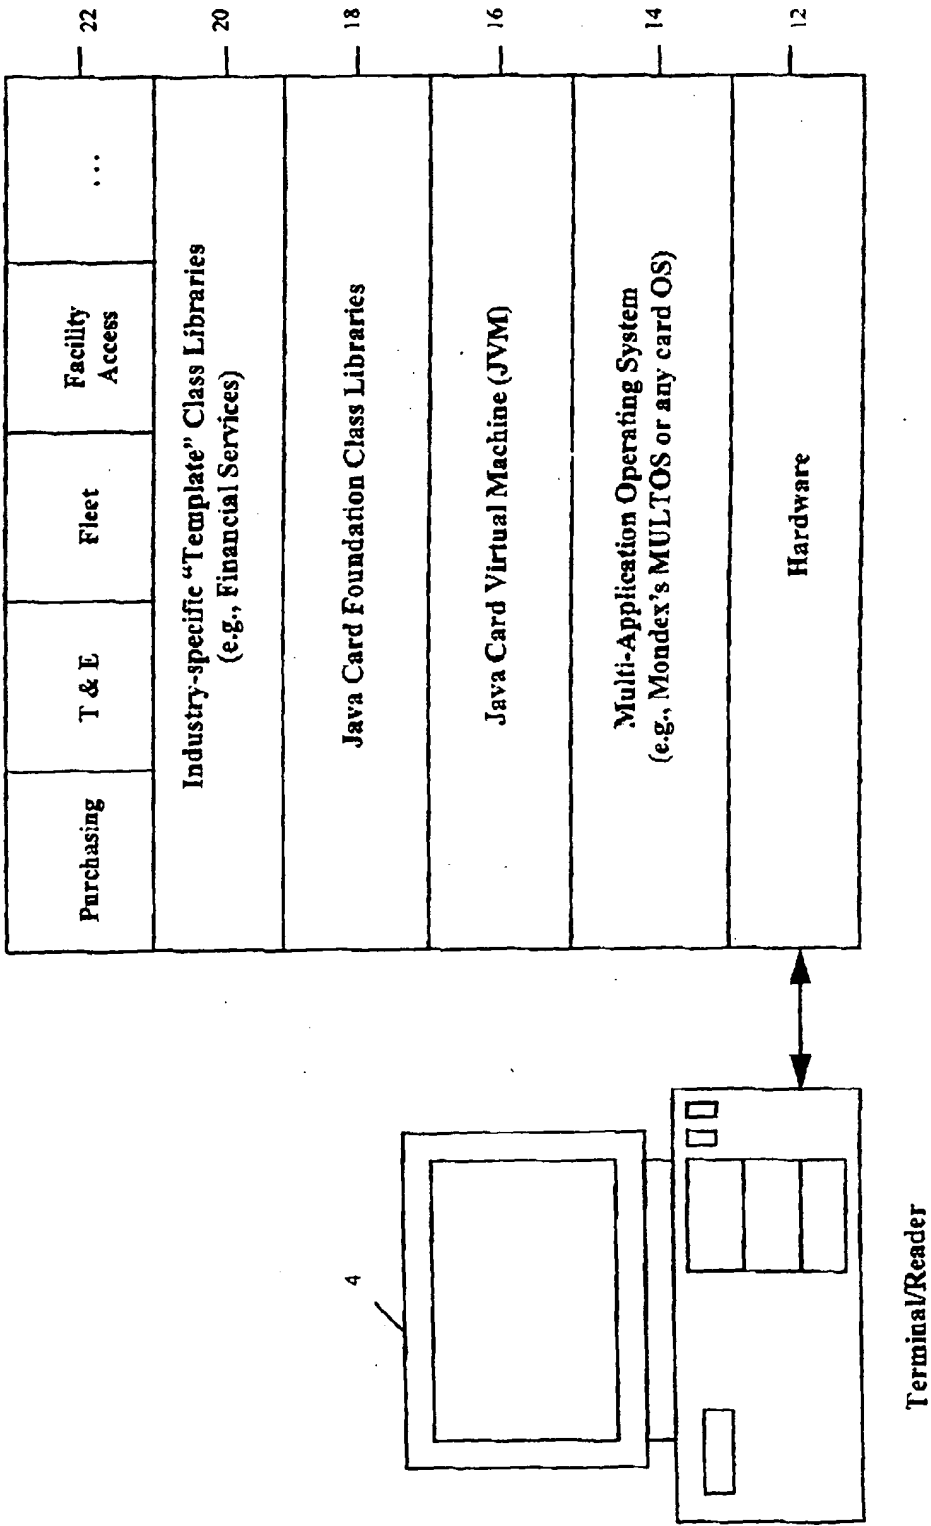 Purchasing
T & E
Fleet
Facility
Access
...
22
Industry-specific “Template” Class Libraries
(e.g., Financial Services)
20
Java Card Foundation Class Libraries
18
Java Card Virtual Machine (JVM)
16
Multi-Application Operating System
(e.g., Mondex's MULTOS or any card OS)
14
Hardware
12
4
Terminal/Reader